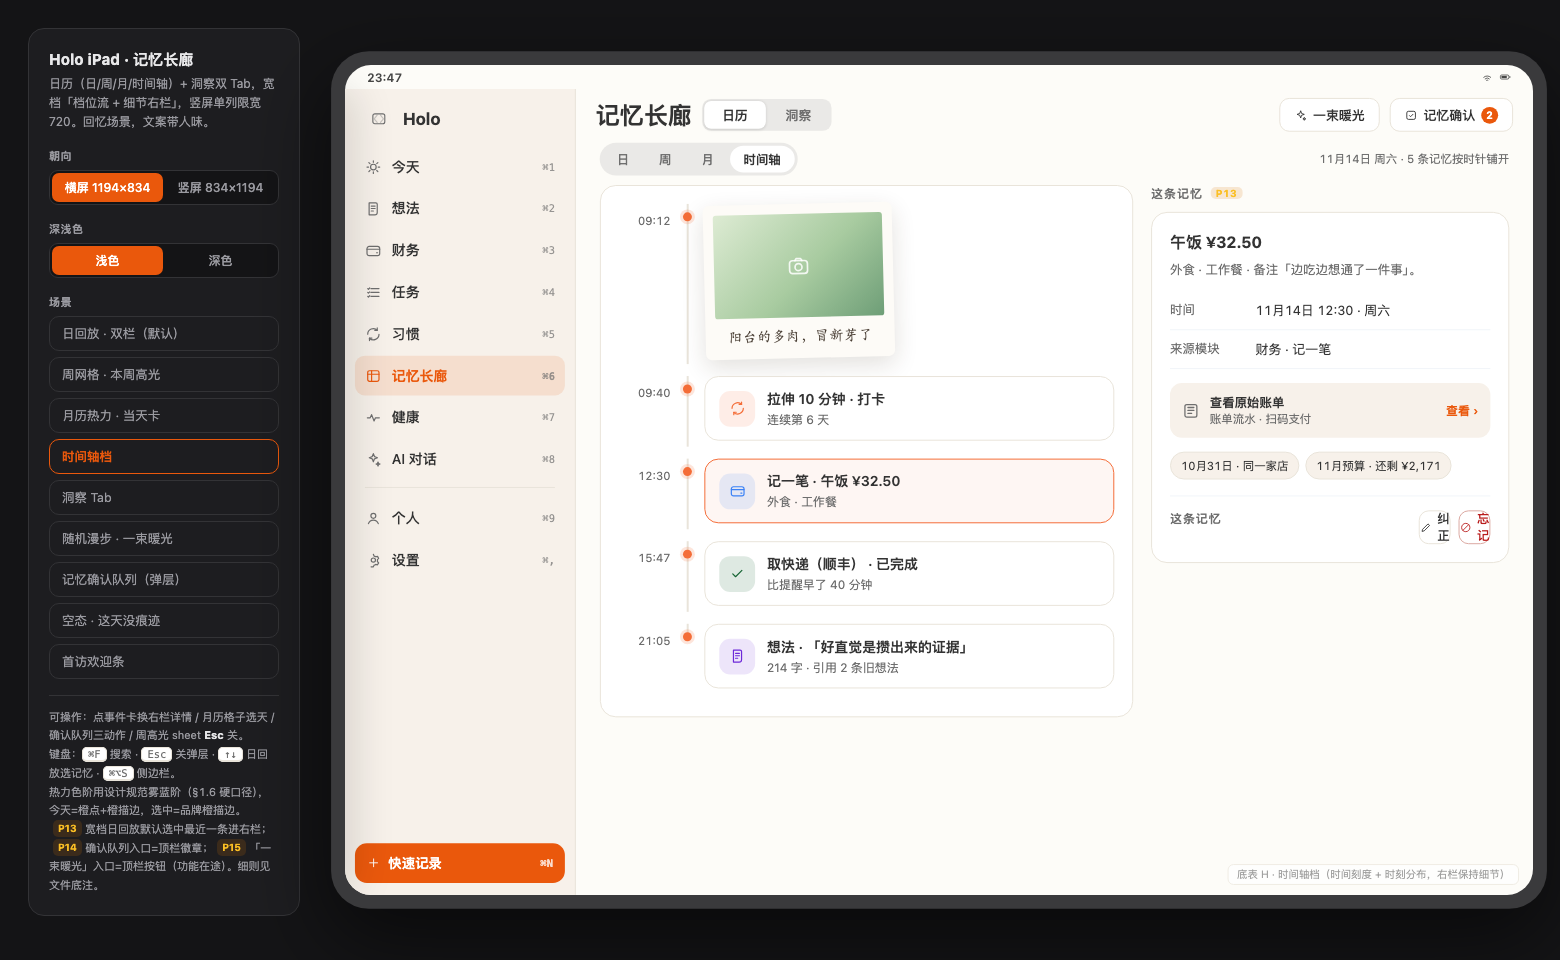 Holo iPad · 记忆长廊
日历（日/周/月/时间轴）+ 洞察双 Tab，宽
档「档位流 + 细节右栏」，竖屏单列限宽
720。回忆场景，文案带人味。
朝向
横屏 1194×834
竖屏 834×1194
深浅色
浅色
深色
场景
日回放 · 双栏（默认）
周网格 · 本周高光
月历热力 · 当天卡
时间轴档
洞察 Tab
随机漫步 · 一束暖光
记忆确认队列（弹层）
空态 · 这天没痕迹
首访欢迎条
可操作：点事件卡换右栏详情 / 月历格子选天 /
确认队列三动作 / 周高光 sheet Esc 关。
键盘：⌘F 搜索 · Esc 关弹层 · ↑↓ 日回
放选记忆 · ⌘⌥S 侧边栏。
热力色阶用设计规范雾蓝阶（§1.6 硬口径），
今天=橙点+橙描边，选中=品牌橙描边。
P13 宽档日回放默认选中最近一条进右栏；
P14 确认队列入口=顶栏徽章； P15 「一
束暖光」入口=顶栏按钮（功能在途）。细则见
文件底注。
23:47
Holo
今天 ⌘1
想法 ⌘2
财务 ⌘3
任务 ⌘4
习惯 ⌘5
记忆长廊 ⌘6
健康 ⌘7
AI 对话 ⌘8
个人 ⌘9
设置 ⌘,
快速记录 ⌘N
记忆长廊
日历
洞察
一束暖光
记忆确认 2
日
周
月
时间轴
11月14日 周六 · 5 条记忆按时针铺开
09:12
阳台的多肉，冒新芽了
09:40
拉伸 10 分钟 · 打卡
连续第 6 天
12:30
记一笔 · 午饭 ¥32.50
外食 · 工作餐
15:47
取快递（顺丰） · 已完成
比提醒早了 40 分钟
21:05
想法 · 「好直觉是攒出来的证据」
214 字 · 引用 2 条旧想法
这条记忆 P13
午饭 ¥32.50
外食 · 工作餐 · 备注「边吃边想通了一件事」。
时间 11月14日 12:30 · 周六
来源模块 财务 · 记一笔
查看原始账单
账单流水 · 扫码支付
查看 ›
10月31日 · 同一家店
11月预算 · 还剩 ¥2,171
这条记忆
纠正
忘记
底表 H · 时间轴档（时间刻度 + 时刻分布，右栏保持细节）